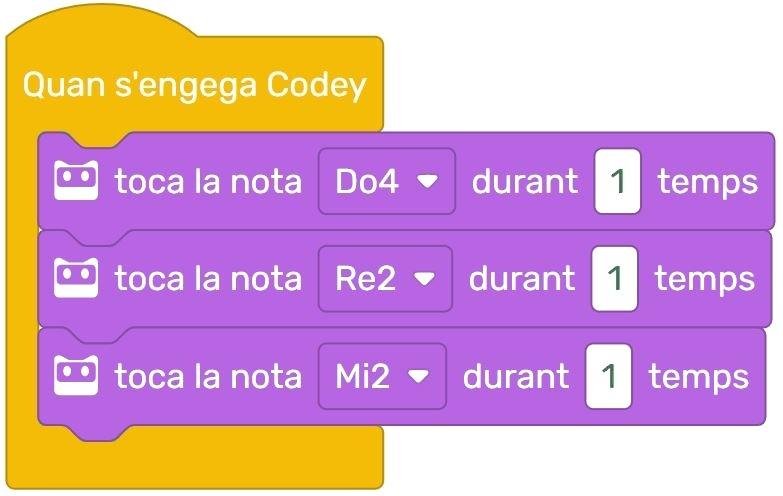 Quan s'engega Codey
toca la nota Do4 durant 1 temps
toca la nota Re2 durant 1 temps
toca la nota Mi2 durant 1 temps